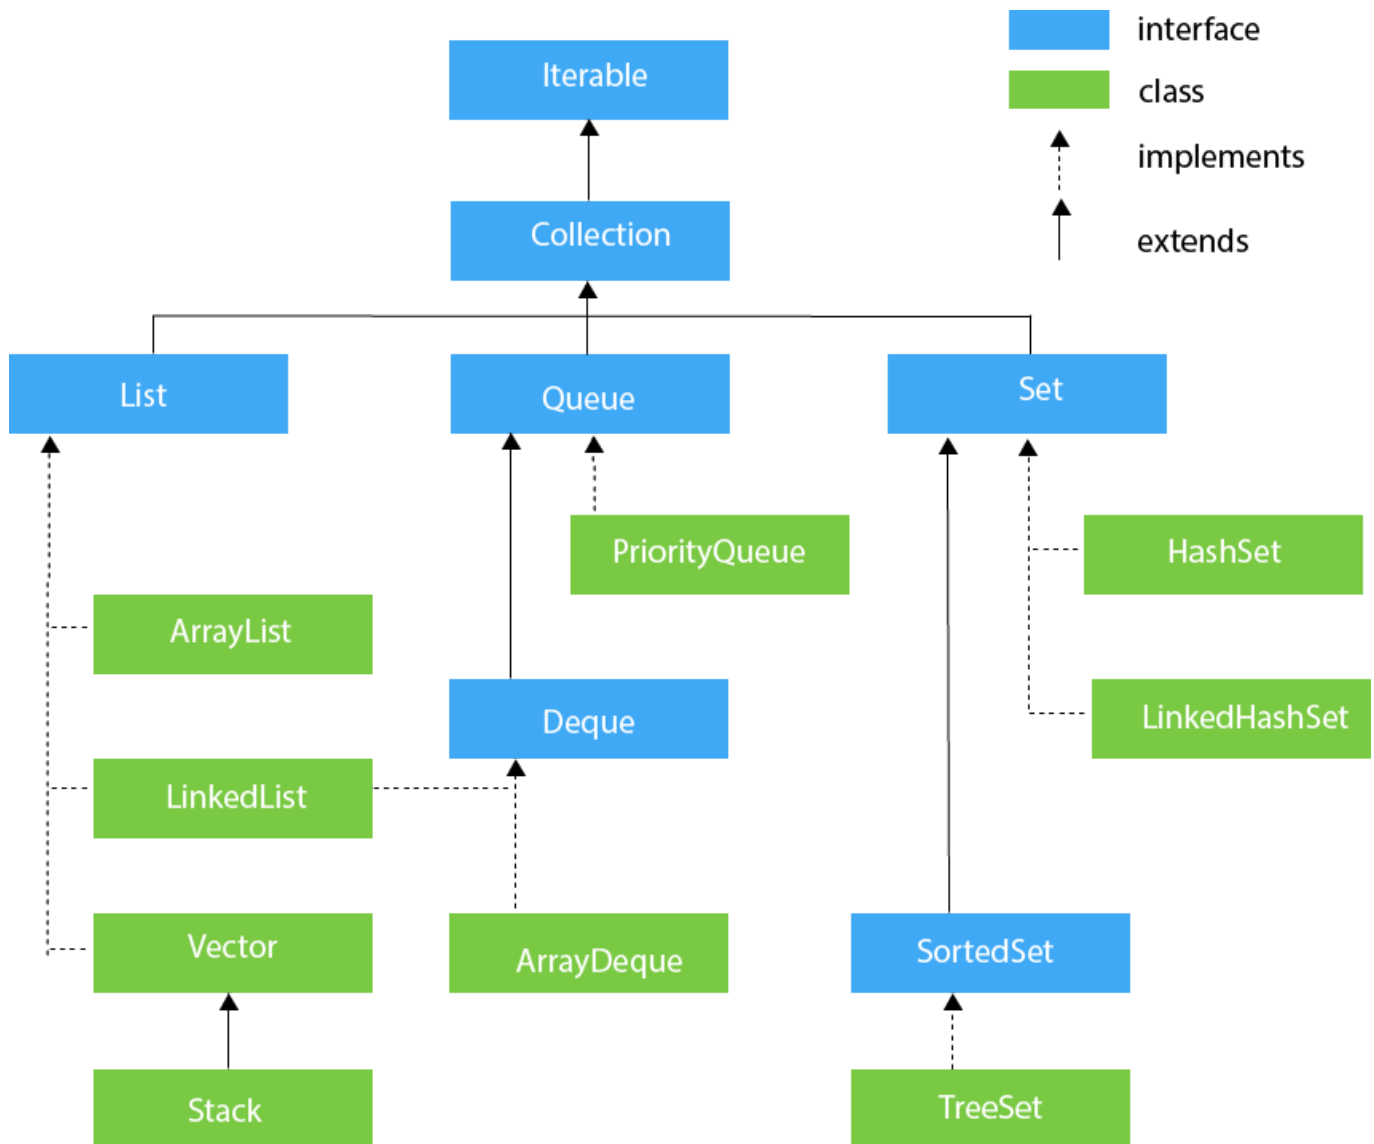 interface
Iterable
class
implements
Collection
extends
List
Queue
Set
PriorityQueue
HashSet
ArrayList
Deque
LinkedHashSet
LinkedList
Vector
ArrayDeque
SortedSet
Stack
TreeSet